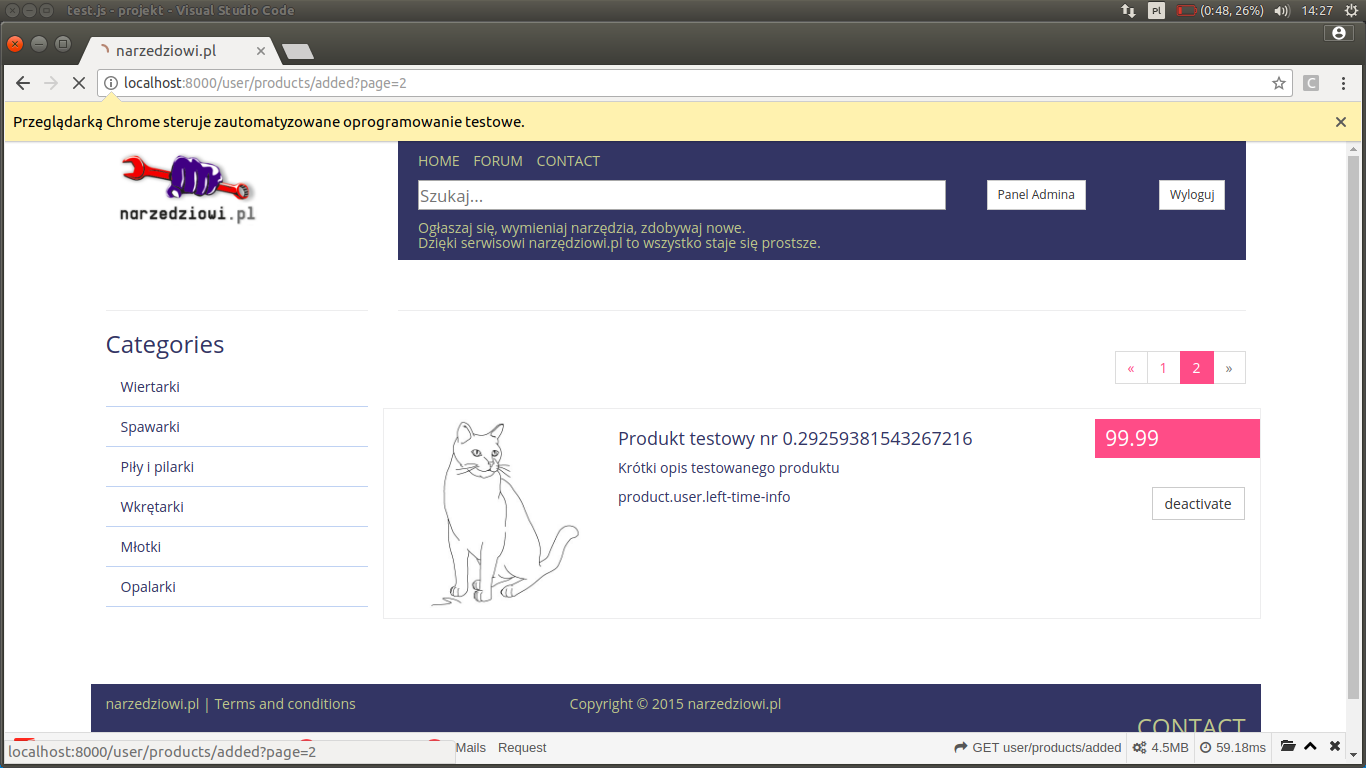 test.js - projekt - Visual Studio Code
Pl
(0:48, 26%)
14:27
narzedziowi.pl
localhost:8000/user/products/added?page=2
C
Przeglądarką Chrome steruje zautomatyzowane oprogramowanie testowe.
narzedziowi.pl
HOME FORUM CONTACT
Szukaj...
Panel Admina
Wyloguj
Ogłaszaj się, wymieniaj narzędzia, zdobywaj nowe.
Dzięki serwisowi narzędziowi.pl to wszystko staje się prostsze.
Categories
Wiertarki
Spawarki
Piły i pilarki
Wkrętarki
Młotki
Opalarki
« 1 2 »
Produkt testowy nr 0.29259381543267216
Krótki opis testowanego produktu
product.user.left-time-info
99.99
deactivate
narzedziowi.pl | Terms and conditions
Copyright © 2015 narzedziowi.pl
CONTACT
localhost:8000/user/products/added?page=2
Mails Request
GET user/products/added
4.5MB
59.18ms